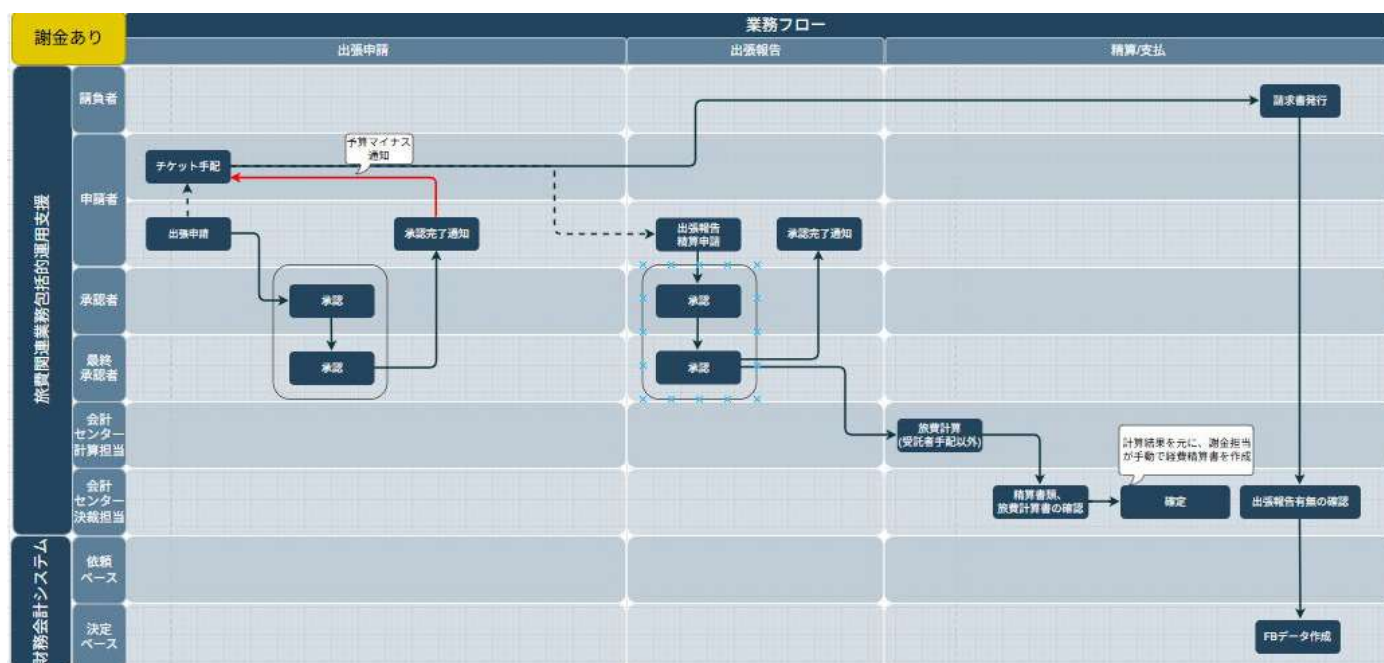 謝金あり
業務フロー
出張申請
出張報告
精算/支払
旅費関連業務包括的運用支援
請負者
請求書発行
申請者
予算マイナス
通知
チケット手配
出張申請
承認完了通知
出張報告
精算申請
承認完了通知
承認者
承認
承認
最終
承認者
承認
承認
会計
センター
計算担当
旅費計算
(受託者手配以外)
計算結果を元に、謝金担当
が手動で経費精算書を作成
会計
センター
決裁担当
精算書類、
旅費計算書の確認
確定
出張報告有無の確認
財務会計システム
依頼
ベース
決定
ベース
FBデータ作成